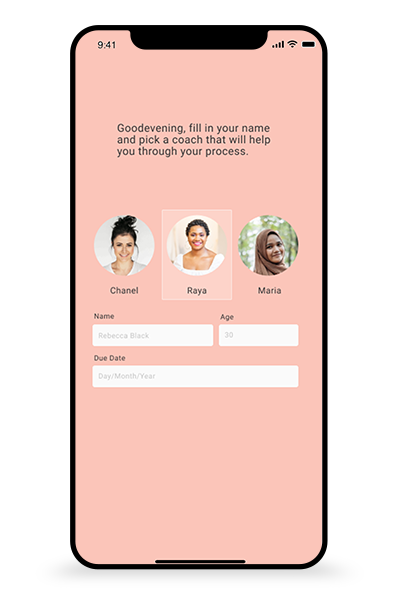 9:41
Goodevening, fill in your name
and pick a coach that will help
you through your process.
Chanel Raya Maria
Name Age
Rebecca Black 30
Due Date
Day/Month/Year